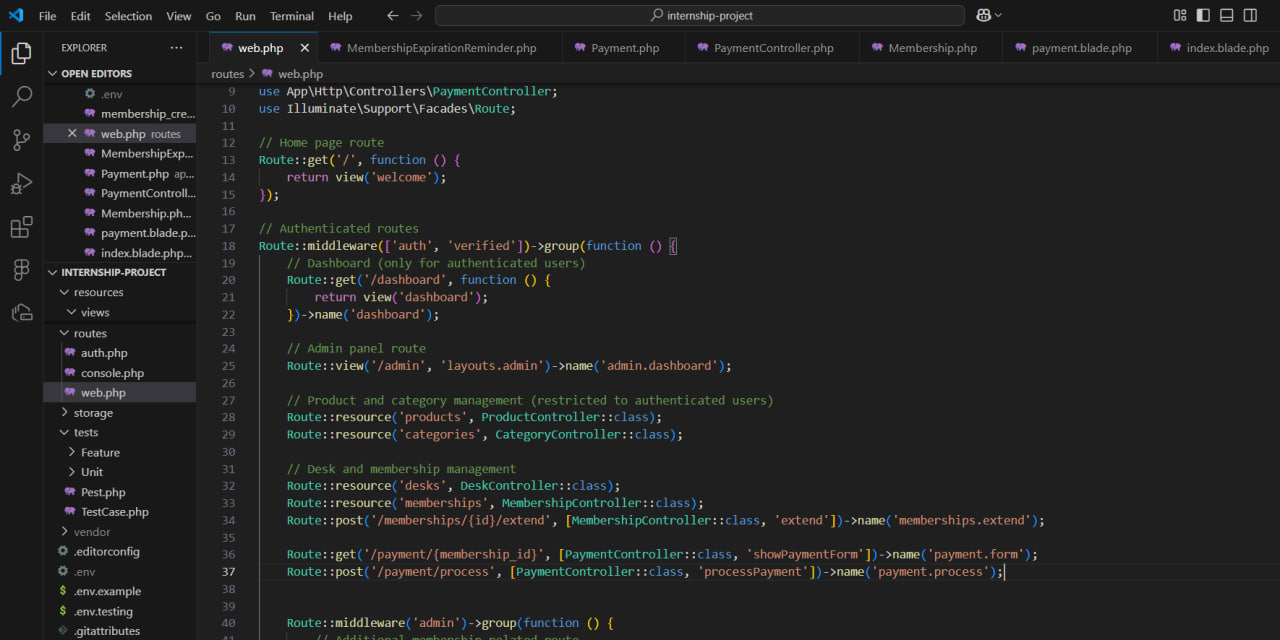 File Edit Selection View Go Run Terminal Help
internship-project
EXPLORER
OPEN EDITORS
.env
membership_cre...
web.php routes
MembershipExp...
Payment.php ap...
PaymentControll...
Membership.ph...
payment.blade.p...
index.blade.php...
INTERNSHIP-PROJECT
resources
views
routes
auth.php
console.php
web.php
storage
tests
Feature
Unit
Pest.php
TestCase.php
vendor
.editorconfig
.env
.env.example
.env.testing
.gitattributes
web.php MembershipExpirationReminder.php Payment.php PaymentController.php Membership.php payment.blade.php index.blade.php
routes > web.php
9 use App\Http\Controllers\PaymentController;
10 use Illuminate\Support\Facades\Route;
11
12 // Home page route
13 Route::get('/', function () {
14     return view('welcome');
15 });
16
17 // Authenticated routes
18 Route::middleware(['auth', 'verified'])->group(function () {
19     // Dashboard (only for authenticated users)
20     Route::get('/dashboard', function () {
21         return view('dashboard');
22     })->name('dashboard');
23
24     // Admin panel route
25     Route::view('/admin', 'layouts.admin')->name('admin.dashboard');
26
27     // Product and category management (restricted to authenticated users)
28     Route::resource('products', ProductController::class);
29     Route::resource('categories', CategoryController::class);
30
31     // Desk and membership management
32     Route::resource('desks', DeskController::class);
33     Route::resource('memberships', MembershipController::class);
34     Route::post('/memberships/{id}/extend', [MembershipController::class, 'extend'])->name('memberships.extend');
35
36     Route::get('/payment/{membership_id}', [PaymentController::class, 'showPaymentForm'])->name('payment.form');
37     Route::post('/payment/process', [PaymentController::class, 'processPayment'])->name('payment.process');
38
39
40     Route::middleware('admin')->group(function () {
41         // Additional membership-related route